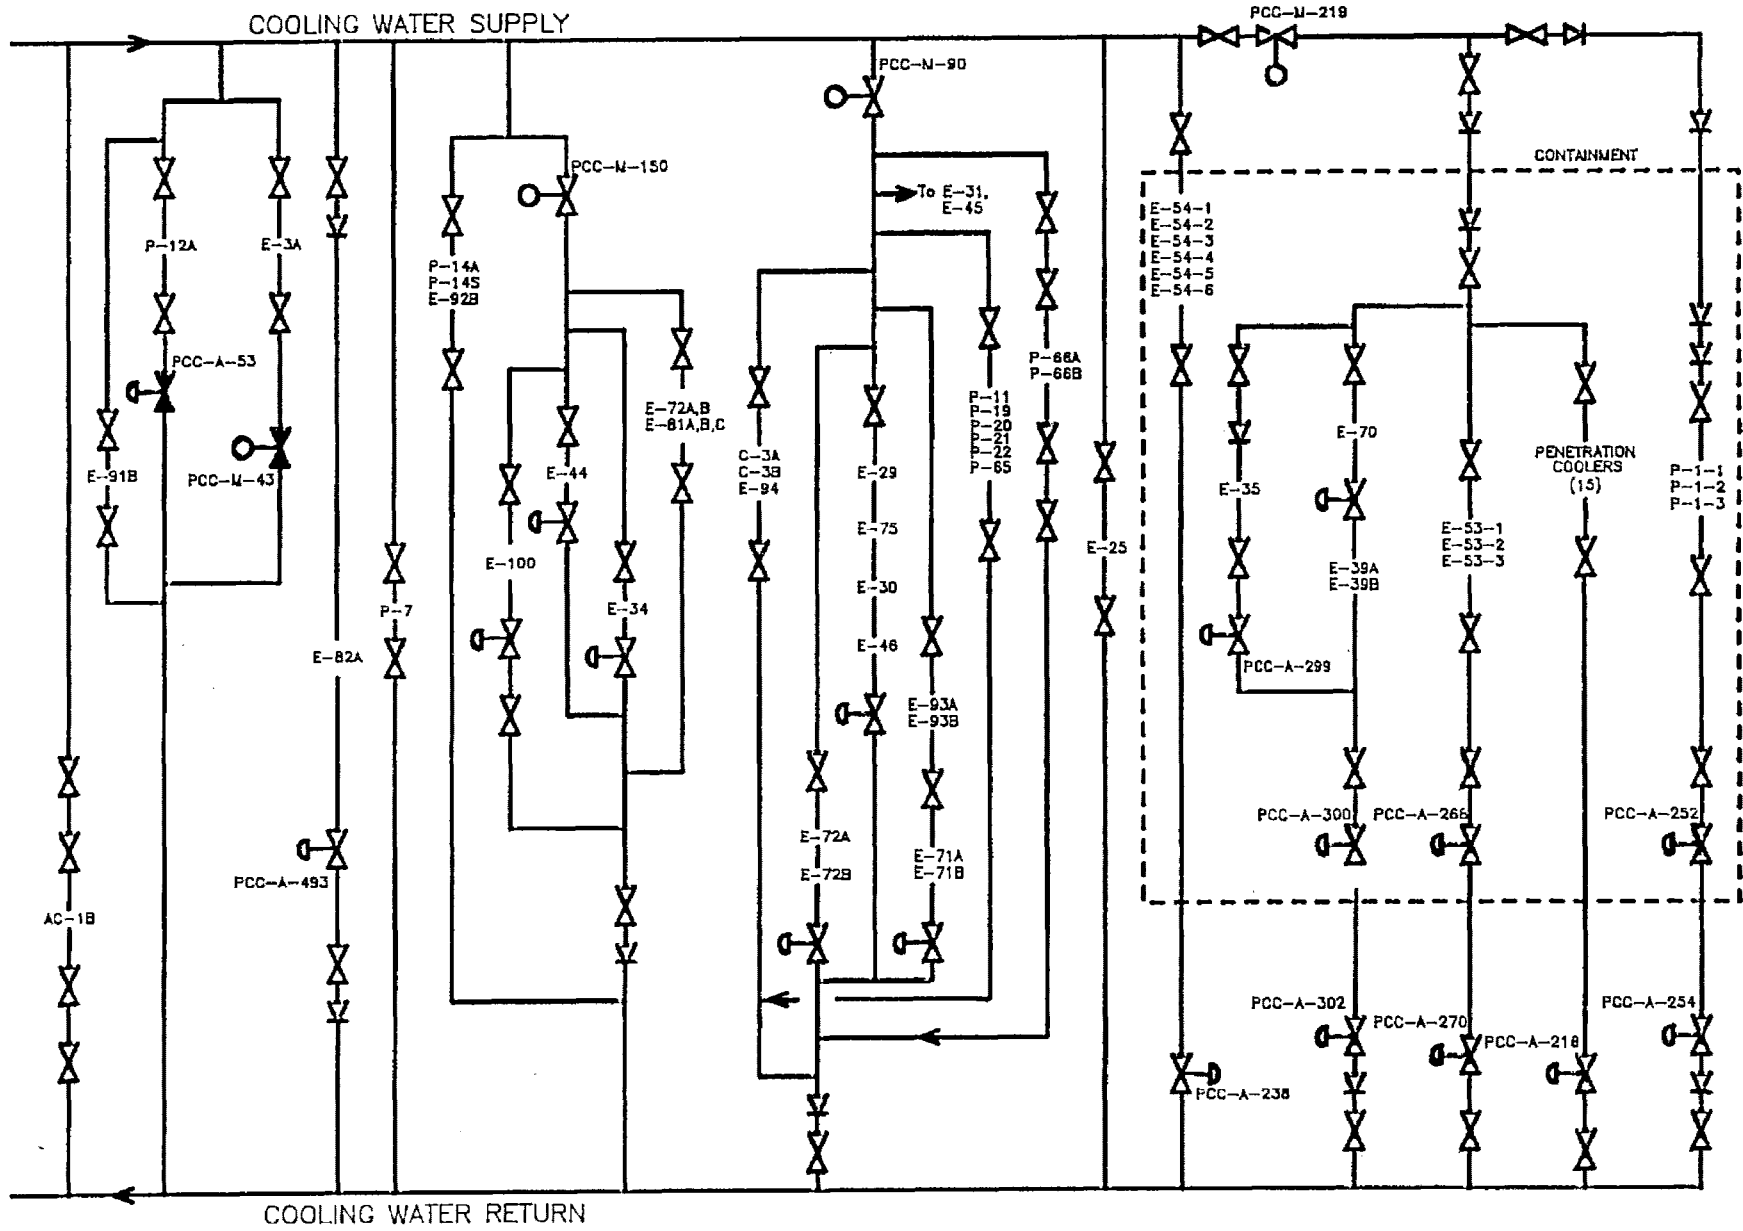 COOLING WATER SUPPLY
PCC-M-219
PCC-M-90
CONTAINMENT
PCC-M-150
To E-31,
E-45
E-54-1
E-54-2
E-54-3
E-54-4
E-54-5
E-54-6
P-12A
E-3A
P-14A
P-14S
E-92B
PCC-A-53
P-66A
P-66B
E-72A,B
E-81A,B,C
P-11
P-19
P-20
P-21
P-22
P-65
E-70
E-91B
PCC-M-43
E-44
C-3A
C-3B
E-94
E-29
PENETRATION
COOLERS
(15)
P-1-1
P-1-2
P-1-3
E-35
E-75
E-53-1
E-53-2
E-53-3
E-100
E-25
E-39A
E-39B
P-7
E-34
E-30
E-82A
E-46
PCC-A-299
E-93A
E-93B
PCC-A-300
PCC-A-268
PCC-A-252
E-72A
E-72B
E-71A
E-71B
PCC-A-493
AC-1B
PCC-A-302
PCC-A-270
PCC-A-254
PCC-A-218
PCC-A-238
COOLING WATER RETURN